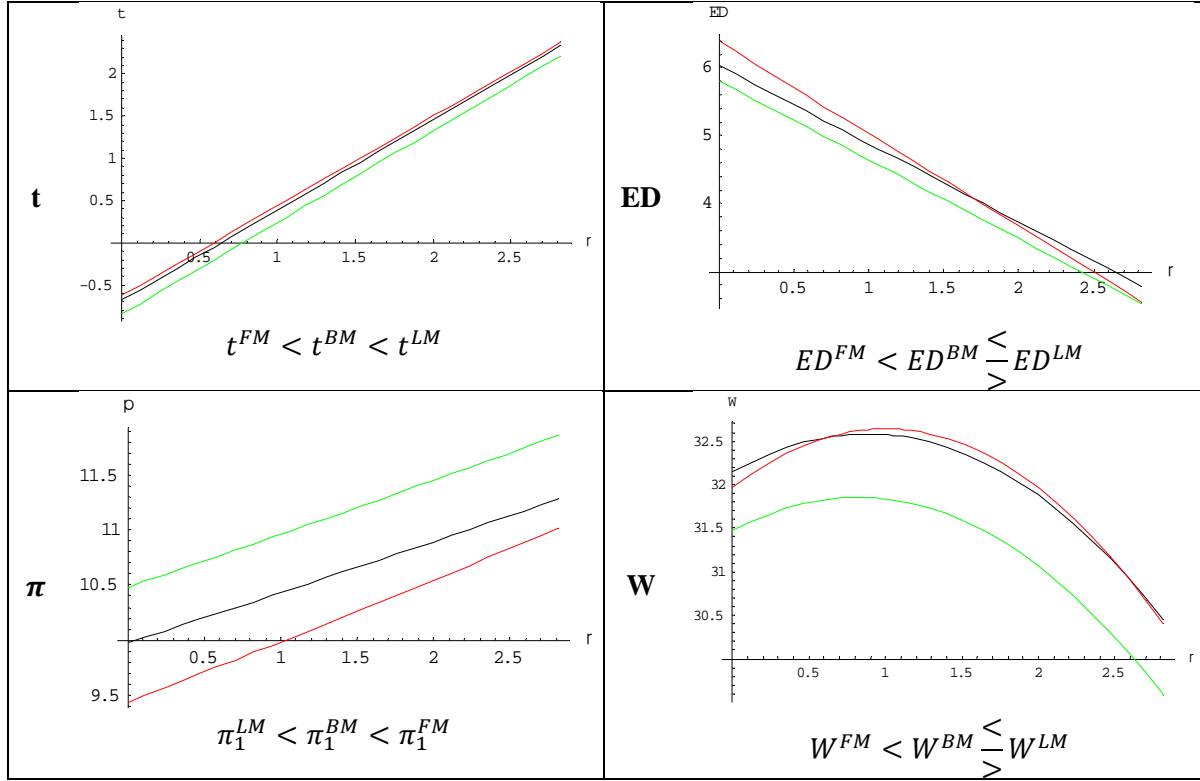 t
2
1.5
1
0.5
-0.5
0.5
1
1.5
2
2.5
r
t
t^{FM} < t^{BM} < t^{LM}
ED
6
5
4
0.5
1
1.5
2
2.5
r
ED
ED^{FM} < ED^{BM} \lesseqgtr ED^{LM}
p
11.5
11
10.5
9.5
0.5
1
1.5
2
2.5
r
π
π_1^{LM} < π_1^{BM} < π_1^{FM}
W
32.5
32
31.5
31
30.5
0.5
1
1.5
2
2.5
r
W
W^{FM} < W^{BM} \lesseqgtr W^{LM}